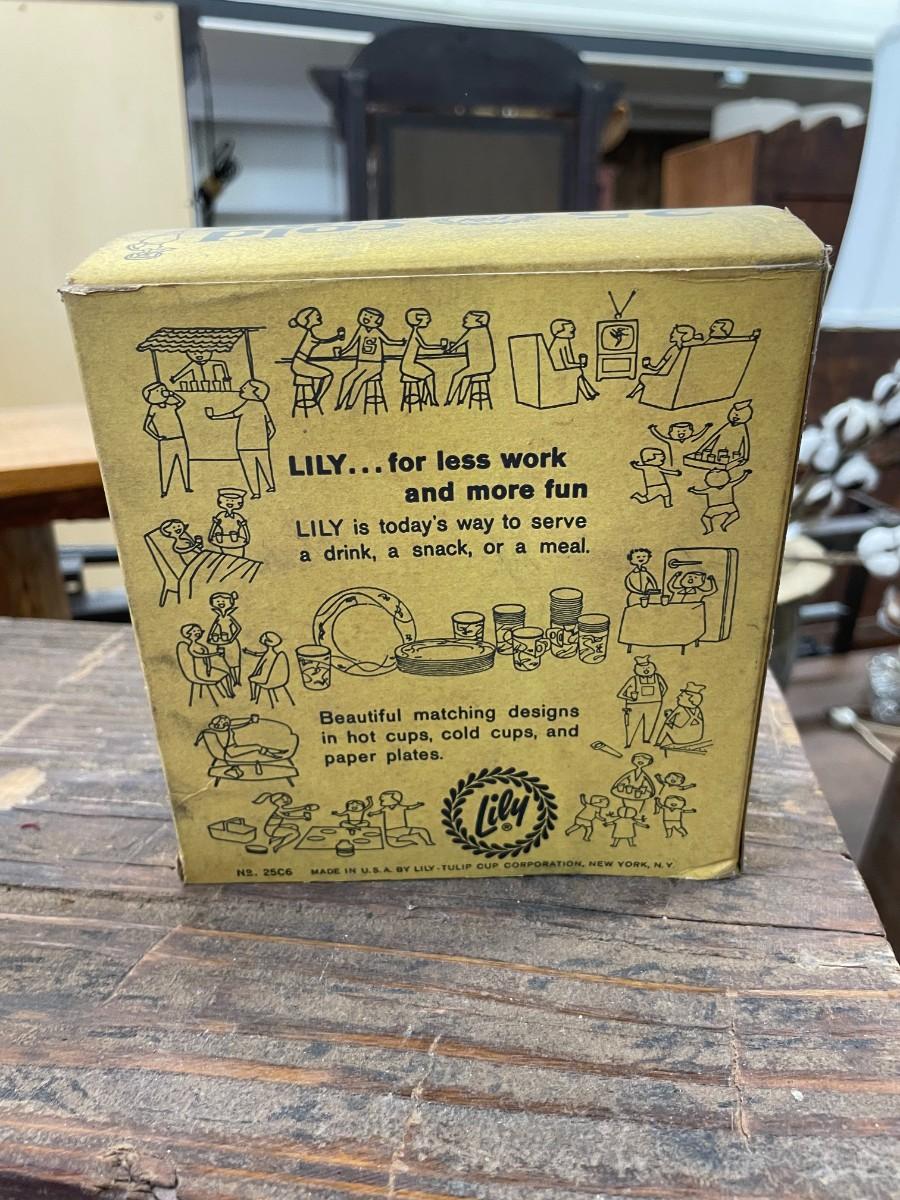 25 Cold
LILY...for less work
and more fun
LILY is today's way to serve
a drink, a snack, or a meal.
S
Beautiful matching designs
in hot cups, cold cups, and
paper plates.
Lily ®
No. 25C6 MADE IN U.S.A. BY LILY-TULIP CUP CORPORATION, NEW YORK, N.Y.